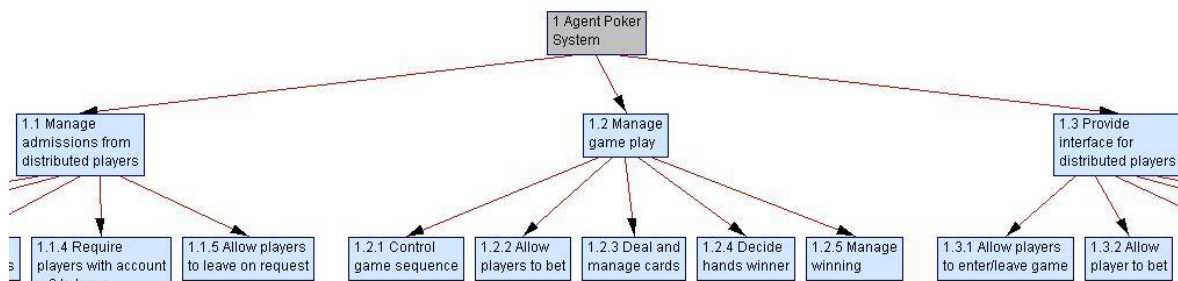 1 Agent Poker
System
1.1 Manage
admissions from
distributed players
1.2 Manage
game play
1.3 Provide
interface for
distributed players
s
1.1.4 Require
players with account
1.1.5 Allow players
to leave on request
1.2.1 Control
game sequence
1.2.2 Allow
players to bet
1.2.3 Deal and
manage cards
1.2.4 Decide
hands winner
1.2.5 Manage
winning
1.3.1 Allow players
to enter/leave game
1.3.2 Allow
player to bet